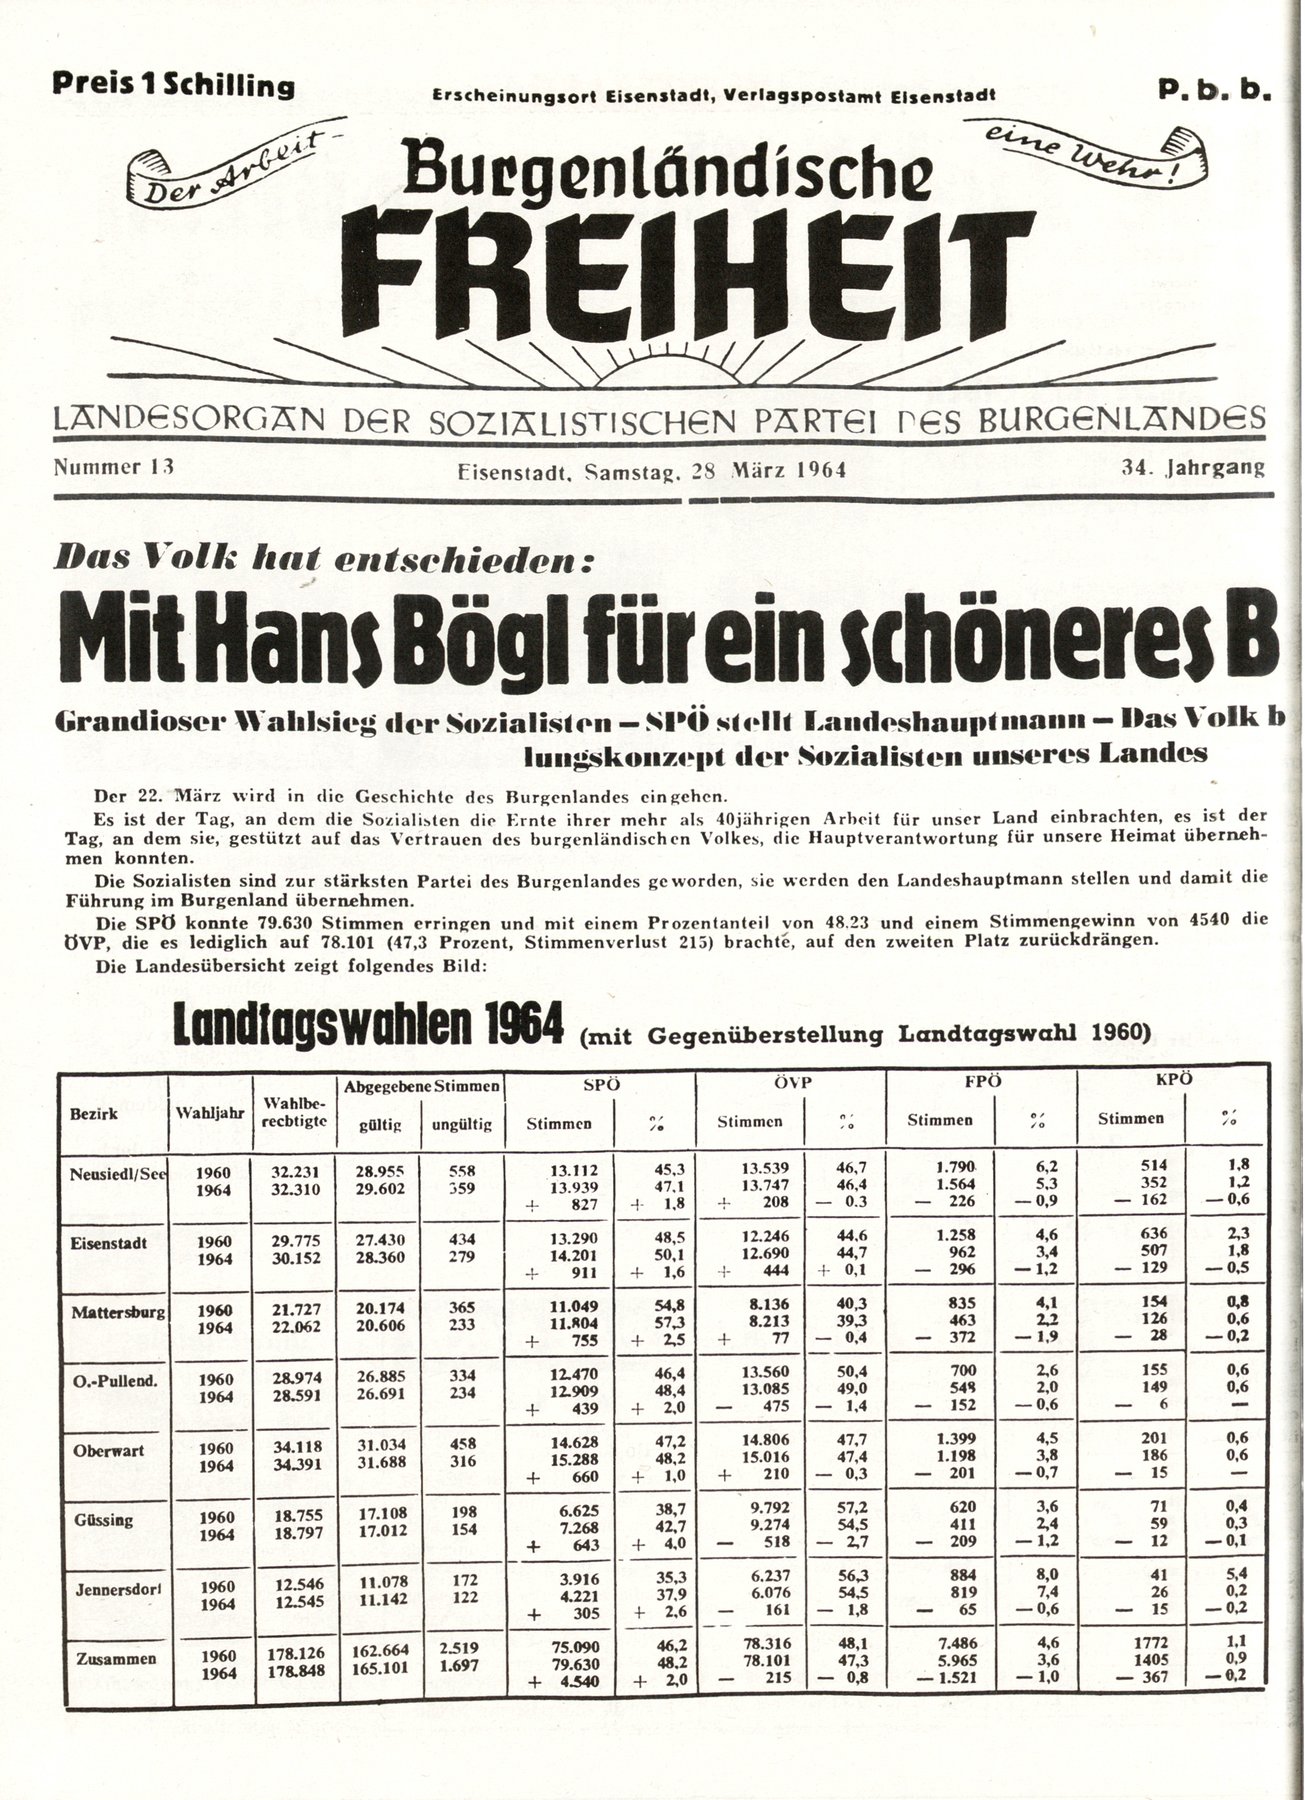 Preis 1 Schilling
Erscheinungsort Eisenstadt, Verlagspostamt Eisenstadt
P. b. b.
Der Arbeit –
eine Wehr!
Burgenländische
FREIHEIT
LANDESORGAN DER SOZIALISTISCHEN PARTEI DES BURGENLANDES
Nummer 13
Eisenstadt, Samstag, 28 März 1964
34. Jahrgang
Das Volk hat entschieden:
Mit Hans Bögl für ein schöneres B
Grandioser Wahlsieg der Sozialisten – SPÖ stellt Landeshauptmann – Das Volk b
lungskonzept der Sozialisten unseres Landes
Der 22. März wird in die Geschichte des Burgenlandes eingehen.
Es ist der Tag, an dem die Sozialisten die Ernte ihrer mehr als 40jährigen Arbeit für unser Land einbrachten, es ist der
Tag, an dem sie, gestützt auf das Vertrauen des burgenländischen Volkes, die Hauptverantwortung für unsere Heimat überneh-
men konnten.
Die Sozialisten sind zur stärksten Partei des Burgenlandes geworden, sie werden den Landeshauptmann stellen und damit die
Führung im Burgenland übernehmen.
Die SPÖ konnte 79.630 Stimmen erringen und mit einem Prozentanteil von 48.23 und einem Stimmengewinn von 4540 die
ÖVP, die es lediglich auf 78.101 (47,3 Prozent, Stimmenverlust 215) brachte, auf den zweiten Platz zurückdrängen.
Die Landesübersicht zeigt folgendes Bild:
Landtagswahlen 1964 (mit Gegenüberstellung Landtagswahl 1960)
Abgegebene Stimmen SPÖ ÖVP FPÖ KPÖ
Bezirk Wahljahr Wahlbe-
rechtigte gültig ungültig Stimmen % Stimmen % Stimmen % Stimmen %
Neusiedl/See 1960 32.231 28.955 558 13.112 45,3 13.539 46,7 1.790 6,2 514 1,8
1964 32.310 29.602 359 13.939 47,1 13.747 46,4 1.564 5,3 352 1,2
+ 827 + 1,8 + 208 — 0.3 — 226 — 0,9 — 162 — 0,6
Eisenstadt 1960 29.775 27.430 434 13.290 48,5 12.246 44,6 1.258 4,6 636 2,3
1964 30.152 28.360 279 14.201 50,1 12.690 44,7 962 3,4 507 1,8
+ 911 + 1,6 + 444 + 0,1 — 296 — 1,2 — 129 — 0,5
Mattersburg 1960 21.727 20.174 365 11.049 54,8 8.136 40,3 835 4,1 154 0,8
1964 22.062 20.606 233 11.804 57,3 8.213 39,3 463 2,2 126 0,6
+ 755 + 2,5 + 77 — 0,4 — 372 — 1,9 — 28 — 0,2
O.-Pullend. 1960 28.974 26.885 334 12.470 46,4 13.560 50,4 700 2,6 155 0,6
1964 28.591 26.691 234 12.909 48,4 13.085 49,0 548 2,0 149 0,6
+ 439 + 2,0 — 475 — 1,4 — 152 — 0,6 — 6 —
Oberwart 1960 34.118 31.034 458 14.628 47,2 14.806 47,7 1.399 4,5 201 0,6
1964 34.391 31.688 316 15.288 48,2 15.016 47,4 1.198 3,8 186 0,6
+ 660 + 1,0 + 210 — 0,3 — 201 — 0,7 — 15 —
Güssing 1960 18.755 17.108 198 6.625 38,7 9.792 57,2 620 3,6 71 0,4
1964 18.797 17.012 154 7.268 42,7 9.274 54,5 411 2,4 59 0,3
+ 643 + 4,0 — 518 — 2,7 — 209 — 1,2 — 12 — 0,1
Jennersdorf 1960 12.546 11.078 172 3.916 35,3 6.237 56,3 884 8,0 41 5,4
1964 12.545 11.142 122 4.221 37,9 6.076 54,5 819 7,4 26 0,2
+ 305 + 2,6 — 161 — 1,8 — 65 — 0,6 — 15 — 0,2
Zusammen 1960 178.126 162.664 2.519 75.090 46,2 78.316 48,1 7.486 4,6 1772 1,1
1964 178.848 165.101 1.697 79.630 48,2 78.101 47,3 5.965 3,6 1405 0,9
+ 4.540 + 2,0 — 215 — 0,8 — 1.521 — 1,0 — 367 — 0,2